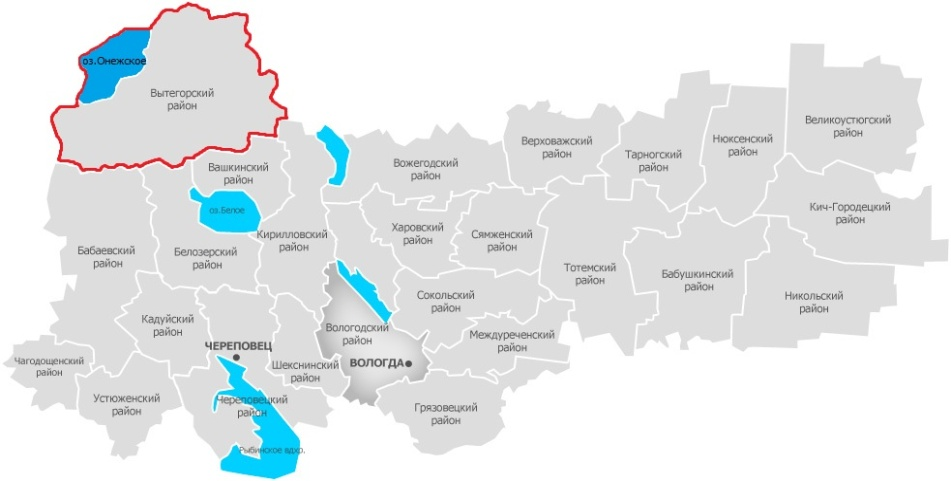 оз.Онежское
Вытегорский
район
Вашкинский
район
оз.Белое
Вожегодский
район
Верховажский
район
Тарногский
район
Нюксенский
район
Великоустюгский
район
Бабаевский
район
Белозерский
район
Кирилловский
район
Харовский
район
Сямженский
район
Тотемский
район
Бабушкинский
район
Кич-Городецкий
район
Никольский
район
Кадуйский
район
ЧЕРЕПОВЕЦ
Сокольский
район
Вологодский
район
Междуреченский
район
Чагодощенский
район
Шекснинский
район
ВОЛОГДА
Устюженский
район
Череповецкий
район
Грязовецкий
район
Рыбинское вдхр.